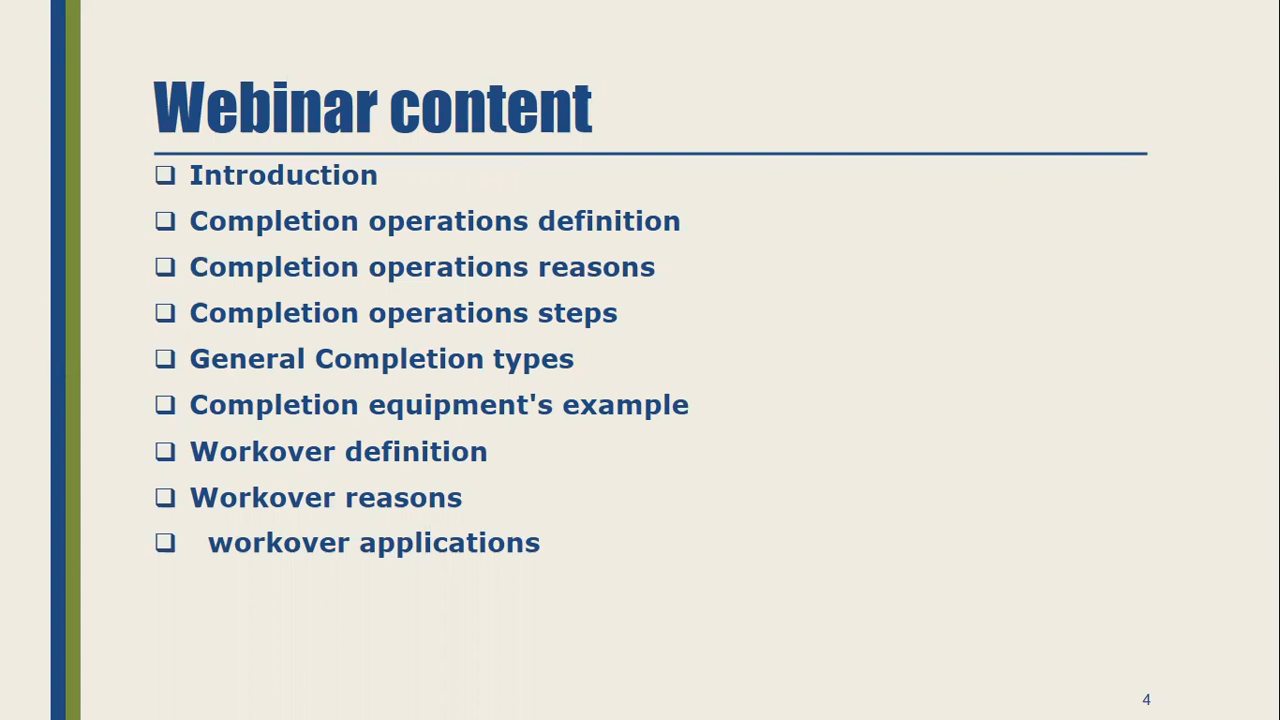 Webinar content
❑ Introduction
❑ Completion operations definition
❑ Completion operations reasons
❑ Completion operations steps
❑ General Completion types
❑ Completion equipment's example
❑ Workover definition
❑ Workover reasons
❑ workover applications
4